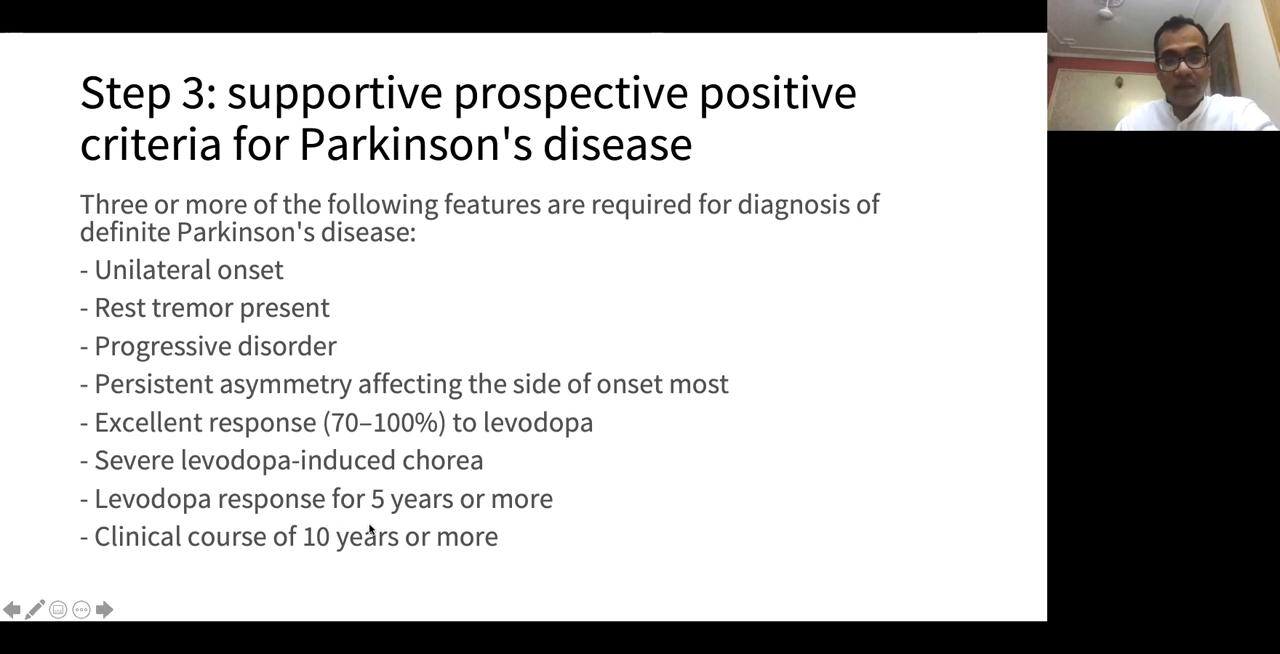 Step 3: supportive prospective positive
criteria for Parkinson's disease
Three or more of the following features are required for diagnosis of
definite Parkinson's disease:
- Unilateral onset
- Rest tremor present
- Progressive disorder
- Persistent asymmetry affecting the side of onset most
- Excellent response (70–100%) to levodopa
- Severe levodopa-induced chorea
- Levodopa response for 5 years or more
- Clinical course of 10 years or more